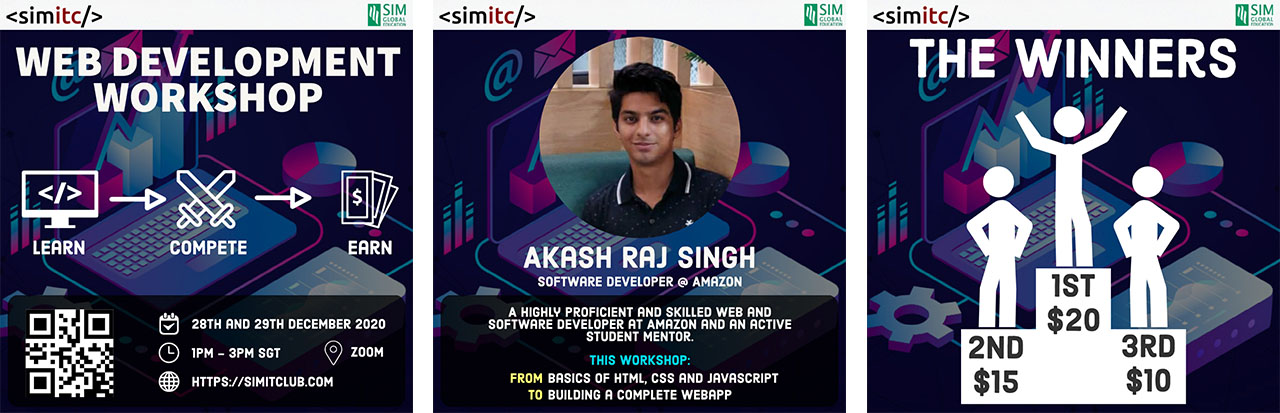 <simitc/>
SIM
GLOBAL
EDUCATION
WEB DEVELOPMENT
WORKSHOP
</>
$
LEARN
COMPETE
EARN
28TH AND 29TH DECEMBER 2020
1PM – 3PM SGT
ZOOM
HTTPS://SIMITCLUB.COM
<simitc/>
SIM
GLOBAL
EDUCATION
@
AKASH RAJ SINGH
SOFTWARE DEVELOPER @ AMAZON
A HIGHLY PROFICIENT AND SKILLED WEB AND
SOFTWARE DEVELOPER AT AMAZON AND AN ACTIVE
STUDENT MENTOR.
THIS WORKSHOP:
FROM BASICS OF HTML, CSS AND JAVASCRIPT
TO BUILDING A COMPLETE WEBAPP
<simitc/>
SIM
GLOBAL
EDUCATION
THE WINNERS
@
1ST
$20
2ND
$15
3RD
$10